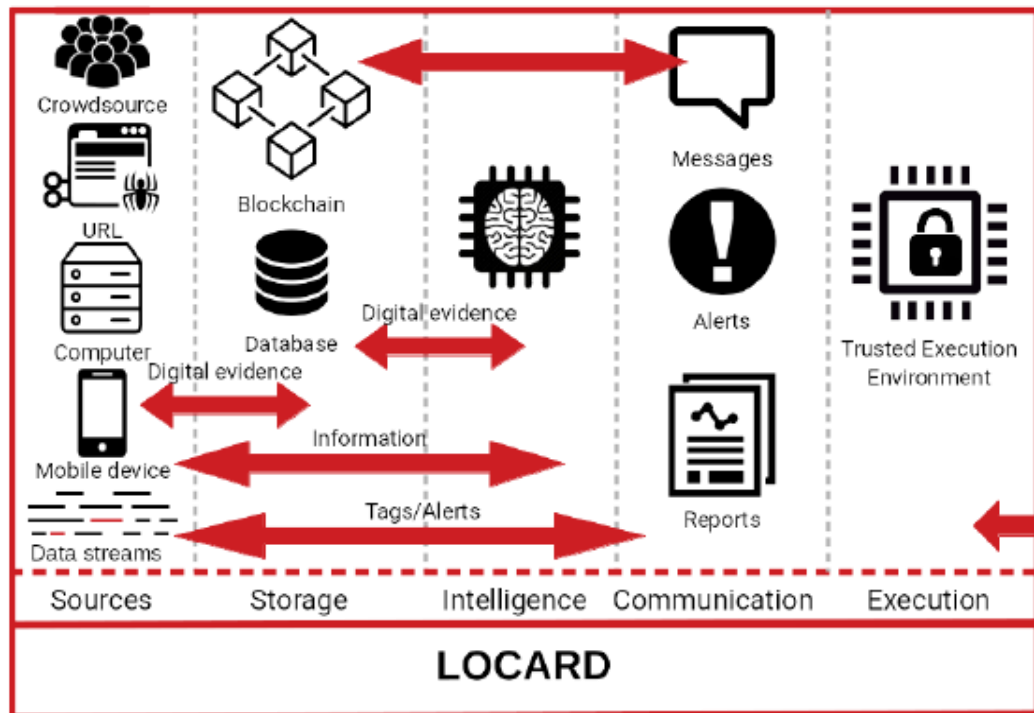 Crowdsource
URL
Computer
Mobile device
Data streams
Blockchain
Database
Digital evidence
Digital evidence
Information
Tags/Alerts
Messages
Alerts
Reports
Trusted Execution
Environment
Sources
Storage
Intelligence
Communication
Execution
LOCARD